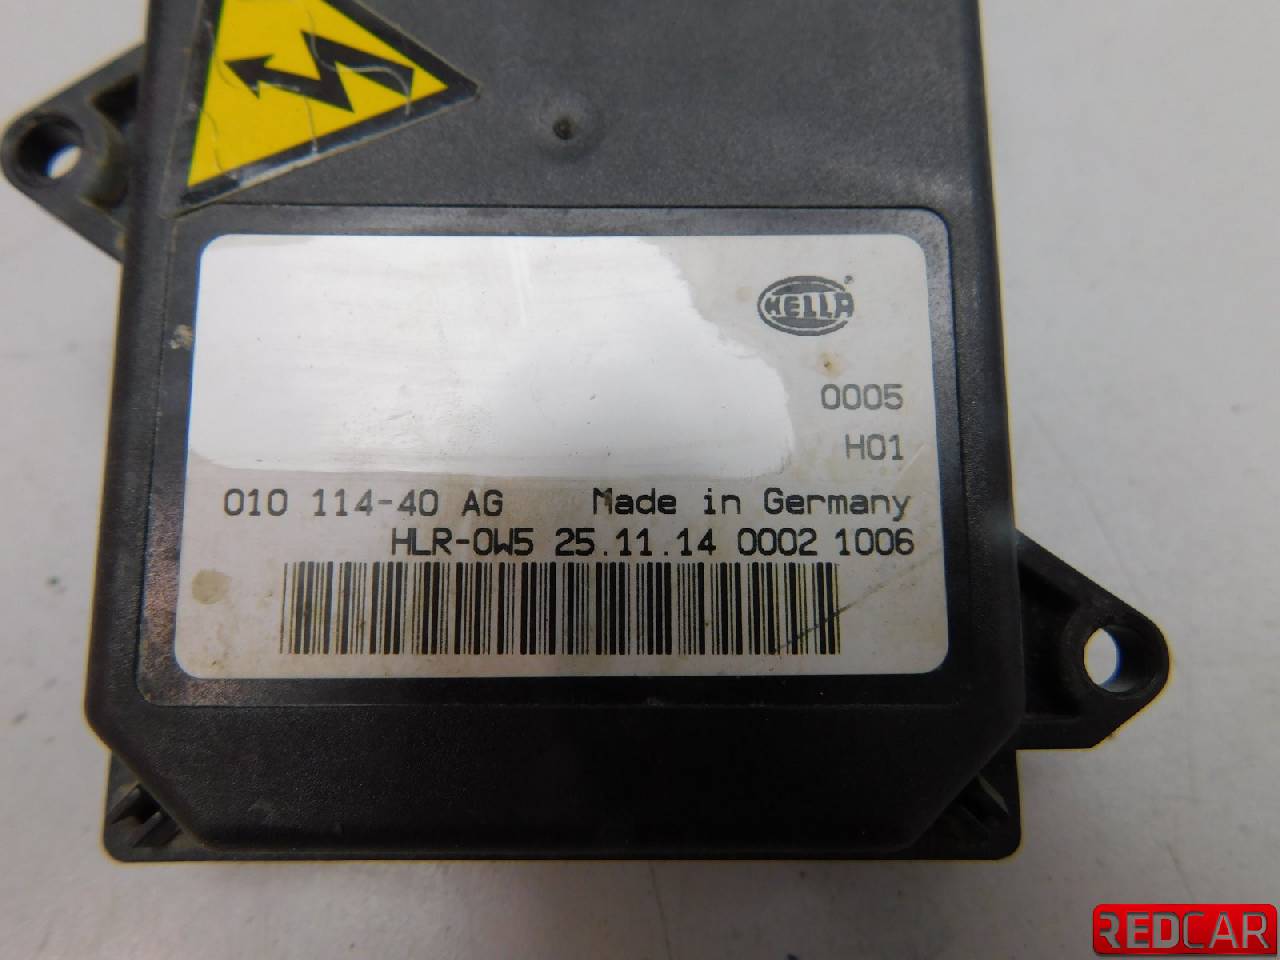 HELLA®
0005
H01
010 114-40 AG Made in Germany
HLR-0W5 25.11.14 0002 1006
REDCAR